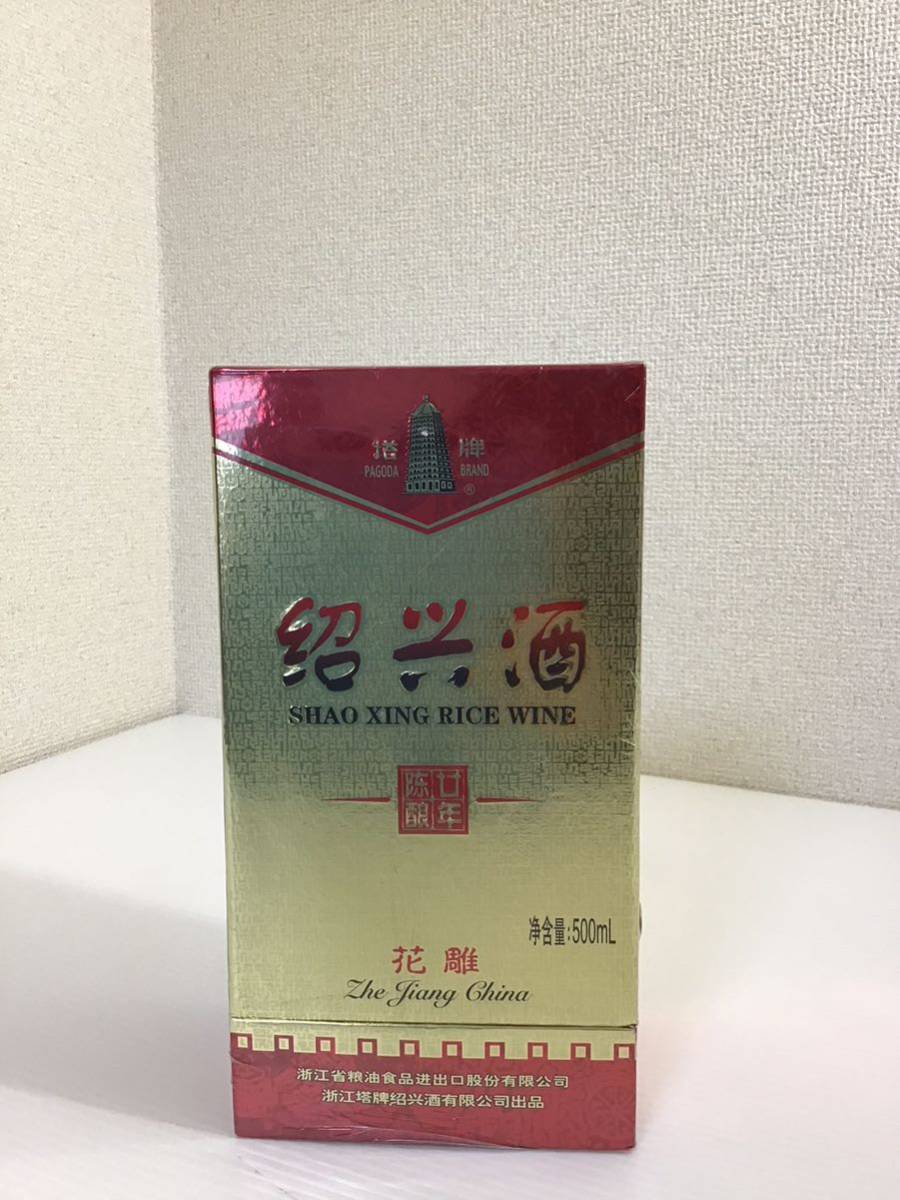 塔牌
PAGODA BRAND
®
绍兴酒
SHAO XING RICE WINE
廿年
陈酿
净含量:500mL
花雕
Zhe Jiang China
浙江省粮油食品进出口股份有限公司
浙江塔牌绍兴酒有限公司出品